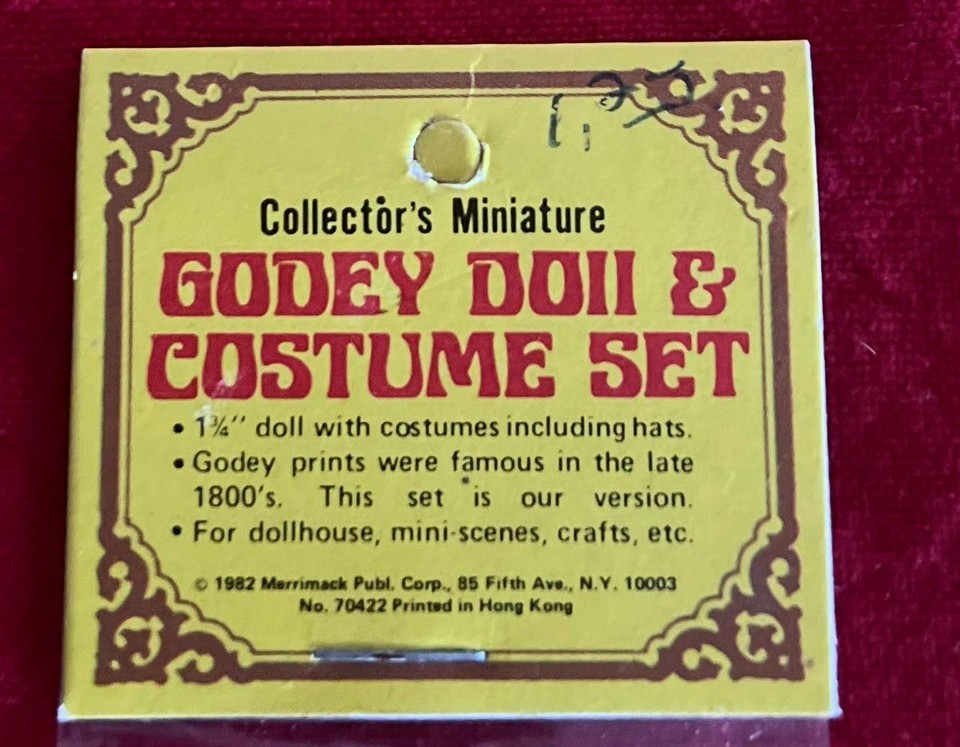 Collector's Miniature
GODEY DOll &
COSTUME SET
• 1¾" doll with costumes including hats.
• Godey prints were famous in the late
1800's. This set is our version.
• For dollhouse, mini-scenes, crafts, etc.
© 1982 Merrimack Publ. Corp., 85 Fifth Ave., N.Y. 10003
No. 70422 Printed in Hong Kong